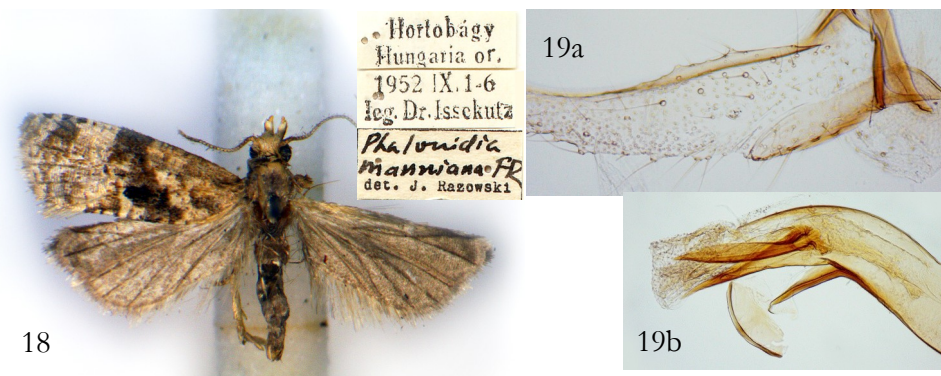 Hortobágy
Hungaria or.
1952 IX.1-6
leg. Dr. Issekutz
Phalonidia
manniana FR
det. J. Razowski
18
19a
19b